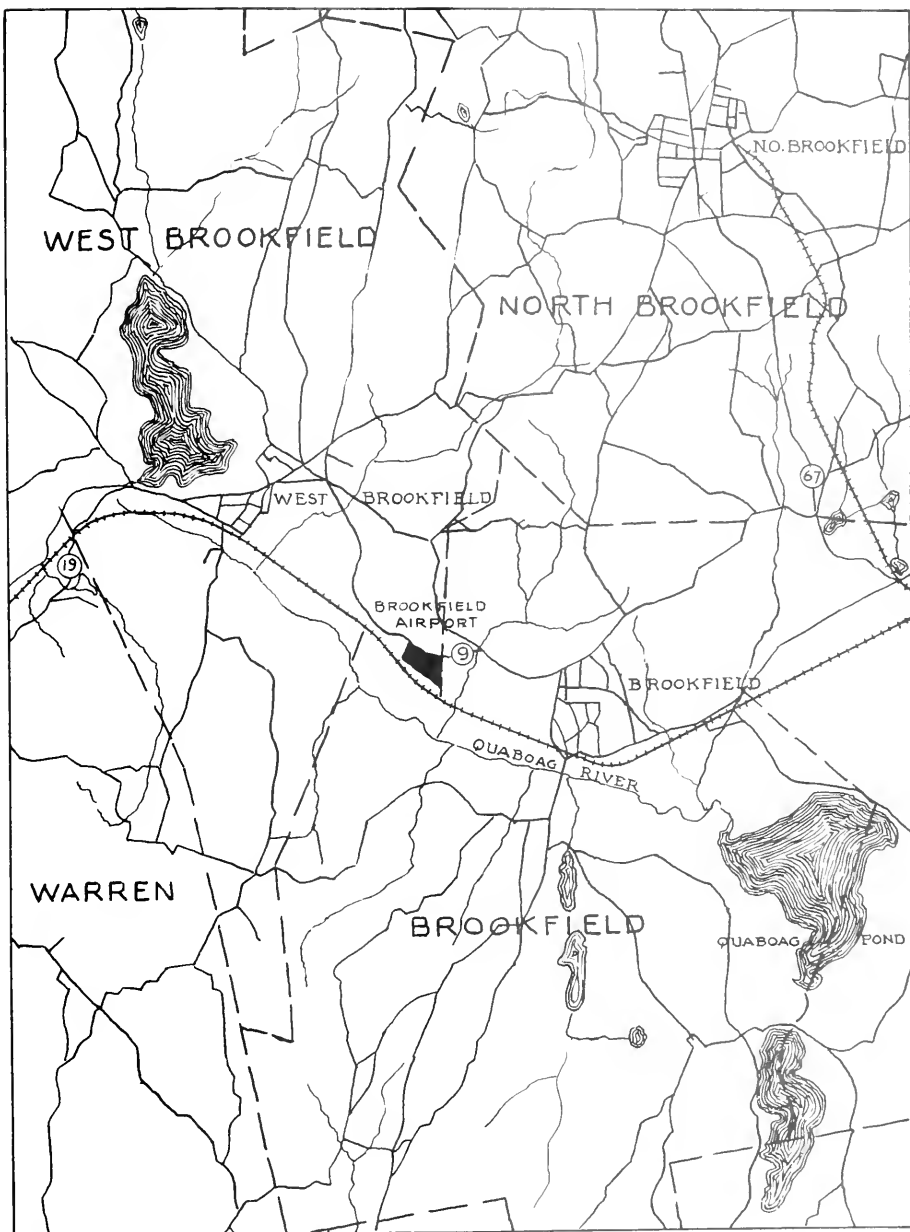 NO. BROOKFIELD
WEST BROOKFIELD
NORTH BROOKFIELD
67
WEST BROOKFIELD
19
BROOKFIELD
AIRPORT
9
BROOKFIELD
QUABOAG
RIVER
WARREN
BROOKFIELD
QUABOAG POND